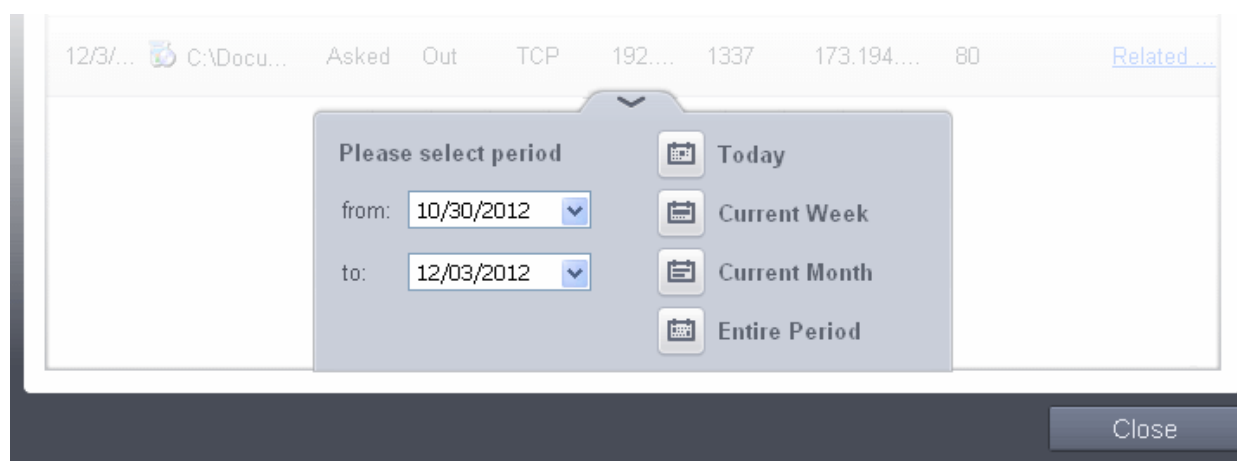 12/3/... C:\Docu... Asked Out TCP 192.... 1337 173.194.... 80 Related ...
Please select period
from: 10/30/2012
to: 12/03/2012
Today
Current Week
Current Month
Entire Period
Close